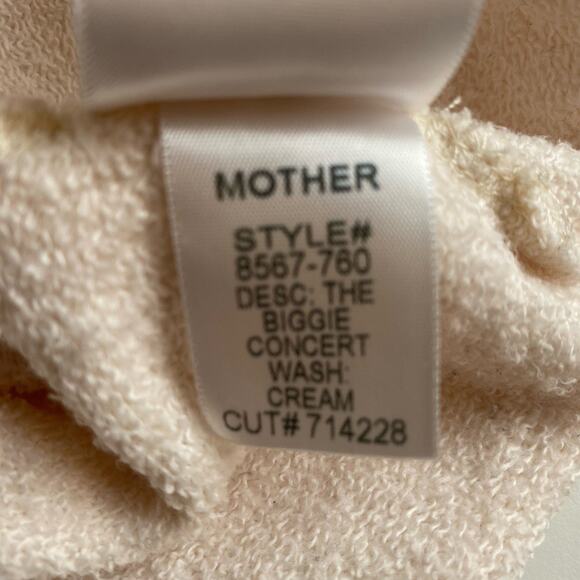 MOTHER
STYLE#
8567-760
DESC: THE
BIGGIE
CONCERT
WASH:
CREAM
CUT# 714228